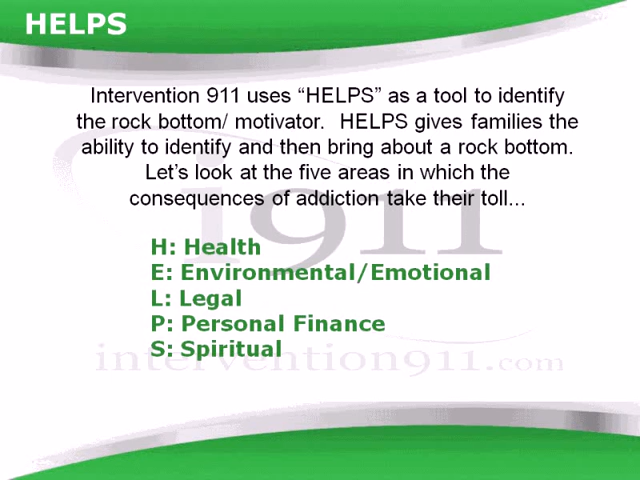 HELPS
Intervention 911 uses “HELPS” as a tool to identify
the rock bottom/ motivator.  HELPS gives families the
ability to identify and then bring about a rock bottom.
Let’s look at the five areas in which the
consequences of addiction take their toll...
i911
H: Health
E: Environmental/Emotional
L: Legal
P: Personal Finance
S: Spiritual
intervention911.com